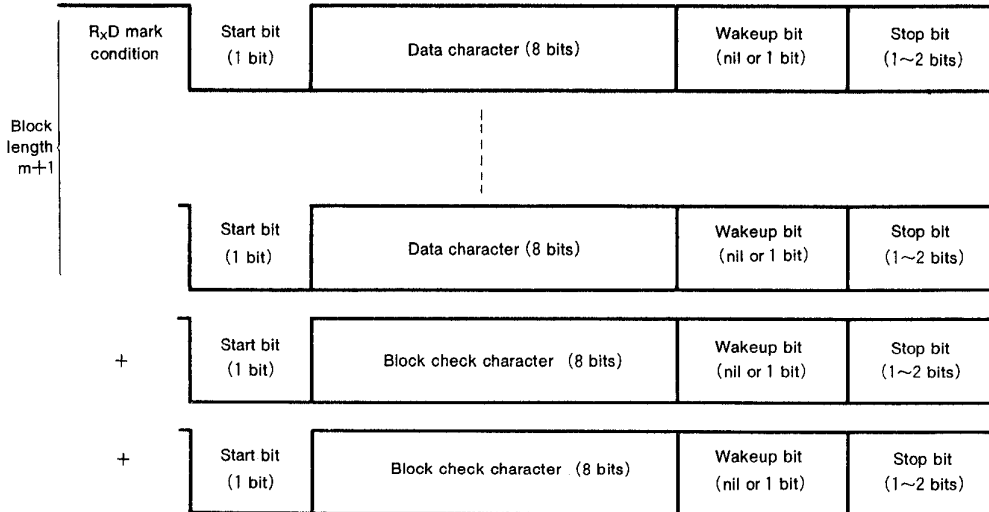 RxD mark
condition
Start bit
(1 bit)
Data character (8 bits)
Wakeup bit
(nil or 1 bit)
Stop bit
(1~2 bits)
Block
length
m+1
Start bit
(1 bit)
Data character (8 bits)
Wakeup bit
(nil or 1 bit)
Stop bit
(1~2 bits)
+
Start bit
(1 bit)
Block check character (8 bits)
Wakeup bit
(nil or 1 bit)
Stop bit
(1~2 bits)
+
Start bit
(1 bit)
Block check character (8 bits)
Wakeup bit
(nil or 1 bit)
Stop bit
(1~2 bits)